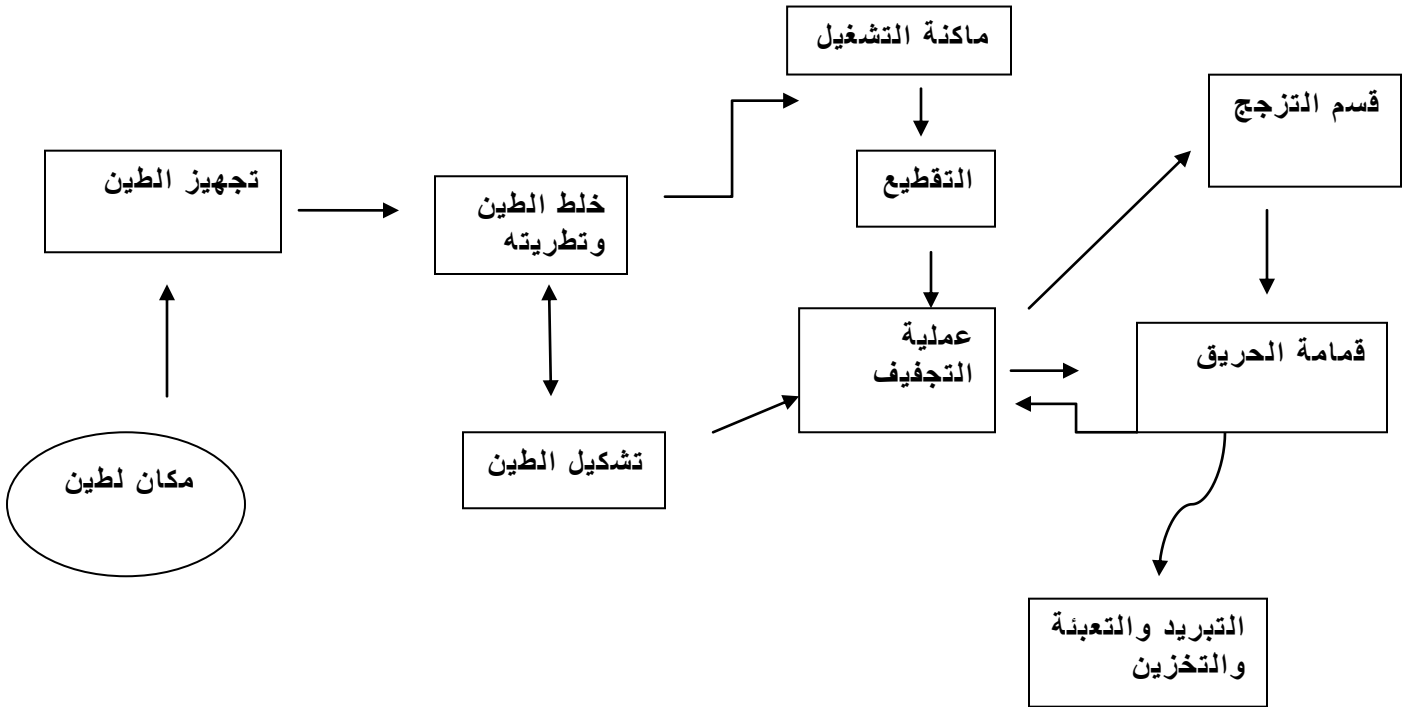 ماكنة التشغيل
قسم التزجج
تجهيز الطين
التقطيع
خلط الطين
وتطريته
عملية
التجفيف
قمامة الحريق
تشكيل الطين
مكان لطين
التبريد والتعبئة
والتخزين